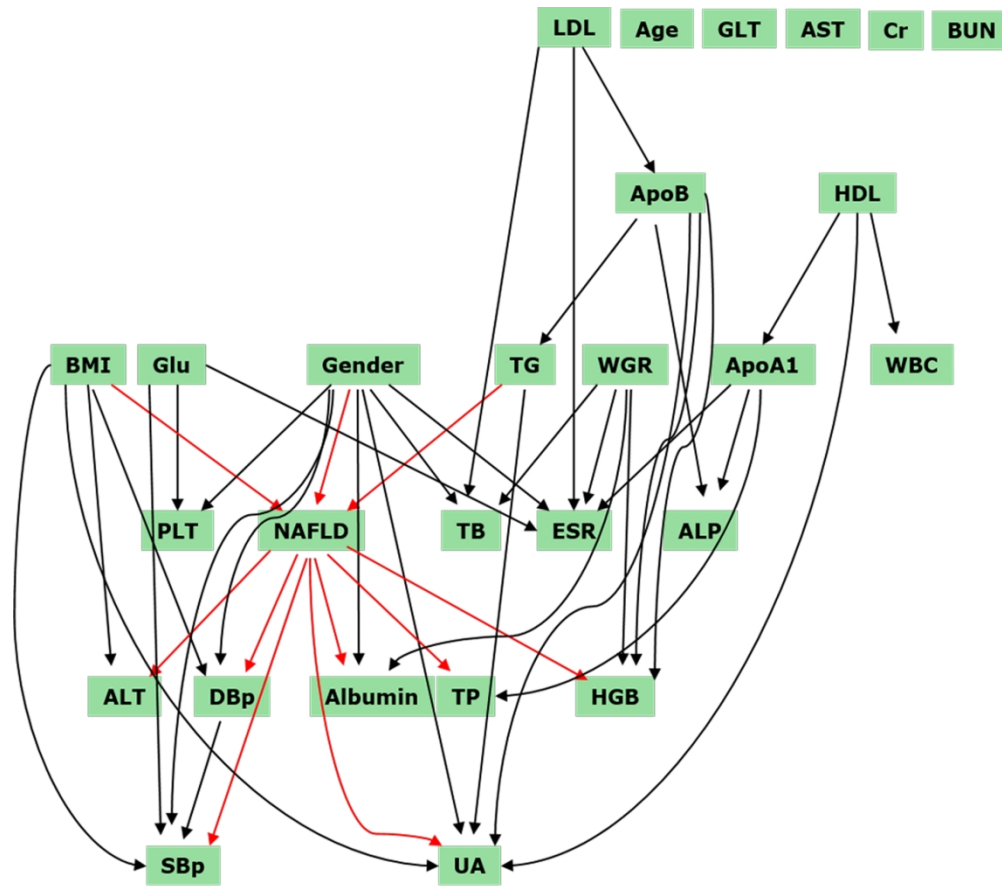 LDL Age GLT AST Cr BUN
ApoB HDL
BMI Glu Gender TG WGR ApoA1 WBC
PLT NAFLD TB ESR ALP
ALT DBp Albumin TP HGB
SBp UA